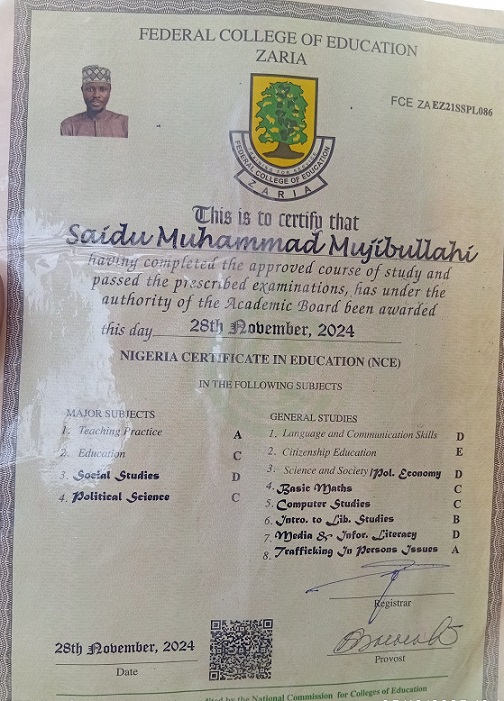 FEDERAL COLLEGE OF EDUCATION
ZARIA
FCE ZA EZ21SSPL086
TRAINING FOR SERVICE
FEDERAL COLLEGE OF EDUCATION
ZARIA
This is to certify that
Saidu Muhammad Mujibullahi
having completed the approved course of study and
passed the prescribed examinations, has under the
authority of the Academic Board been awarded
this day 28th November, 2024
NIGERIA CERTIFICATE IN EDUCATION (NCE)
IN THE FOLLOWING SUBJECTS
MAJOR SUBJECTS
1. Teaching Practice A
2. Education C
3. Social Studies D
4. Political Science C
GENERAL STUDIES
1. Language and Communication Skills D
2. Citizenship Education E
3. Science and Society/Pol. Economy D
4. Basic Maths C
5. Computer Studies C
6. Intro. to Lib. Studies B
7. Media & Infor. Literacy D
8. Trafficking In Persons Issues A
Registrar
28th November, 2024
Date
Provost
by the National Commission for Colleges of Education